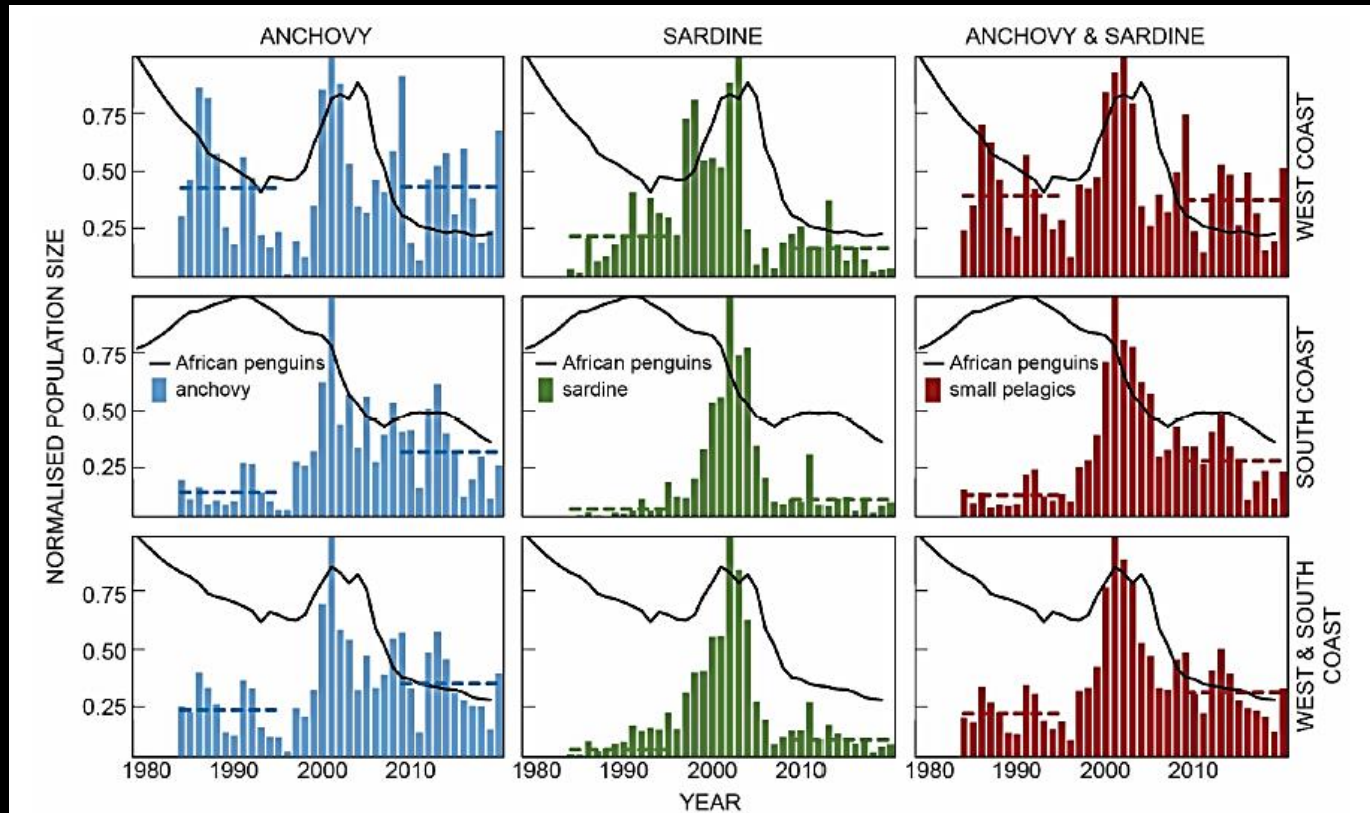 ANCHOVY
SARDINE
ANCHOVY & SARDINE
NORMALISED POPULATION SIZE
0.75
0.50
0.25
WEST COAST
0.75
0.50
0.25
African penguins
anchovy
African penguins
sardine
African penguins
small pelagics
SOUTH COAST
0.75
0.50
0.25
WEST & SOUTH
COAST
1980 1990 2000 2010
1980 1990 2000 2010
1980 1990 2000 2010
YEAR